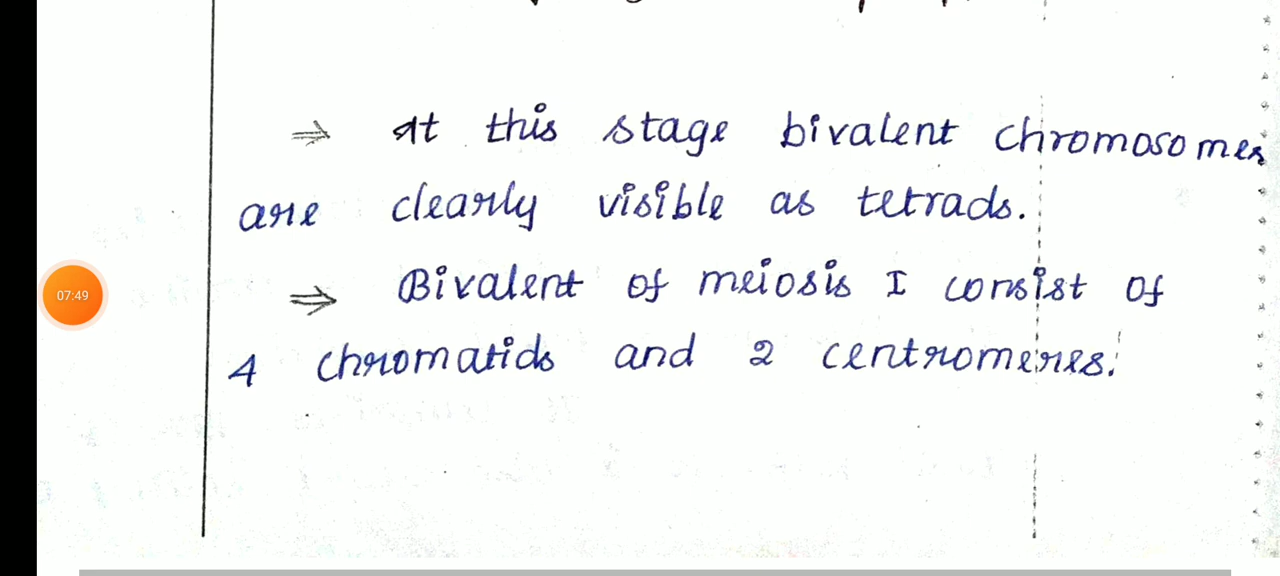 ⇒ At this stage bivalent chromosomes
are clearly visible as tetrads.
⇒ Bivalent of meiosis I consist of
4 chromatids and 2 centromeres.
07:49